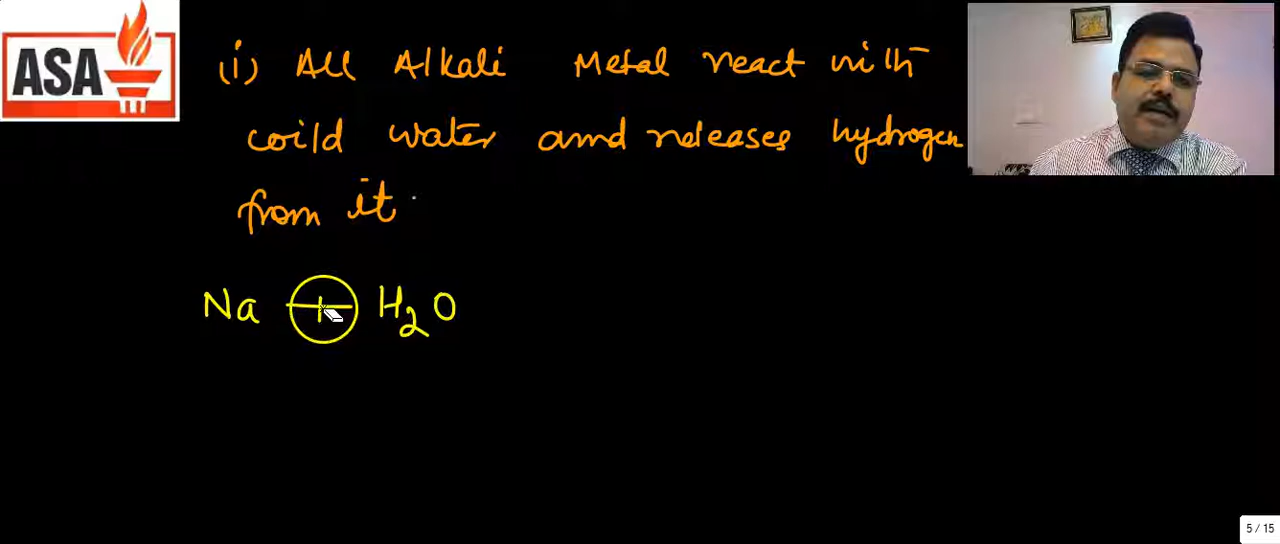 ASA
(i) All Alkali Metal react with
coild water and releases hydrogen
from it
Na + H2O
5 / 15